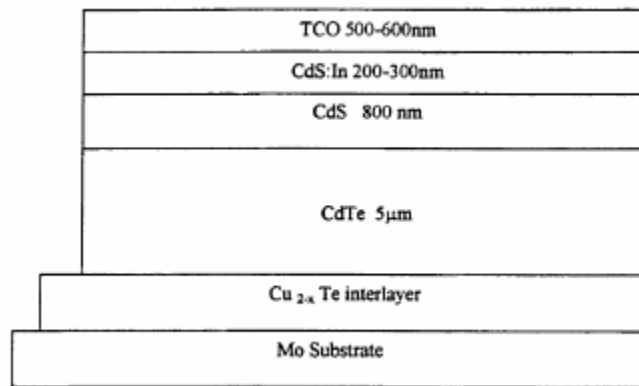 TCO 500-600nm
CdS:In 200-300nm
CdS 800 nm
CdTe 5μm
Cu 2-x Te interlayer
Mo Substrate